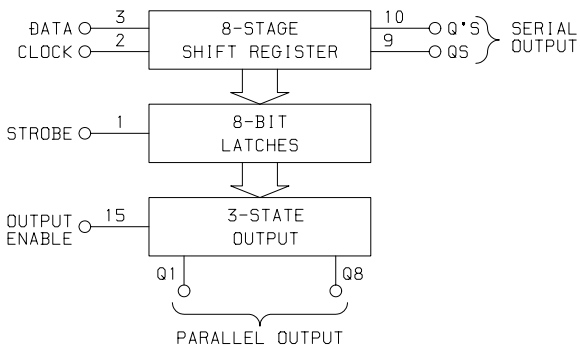 DATA 3 8-STAGE 10 Q'S SERIAL
CLOCK 2 SHIFT REGISTER 9 QS OUTPUT
STROBE 1 8-BIT
LATCHES
OUTPUT 15 3-STATE
ENABLE OUTPUT
Q1 Q8
PARALLEL OUTPUT